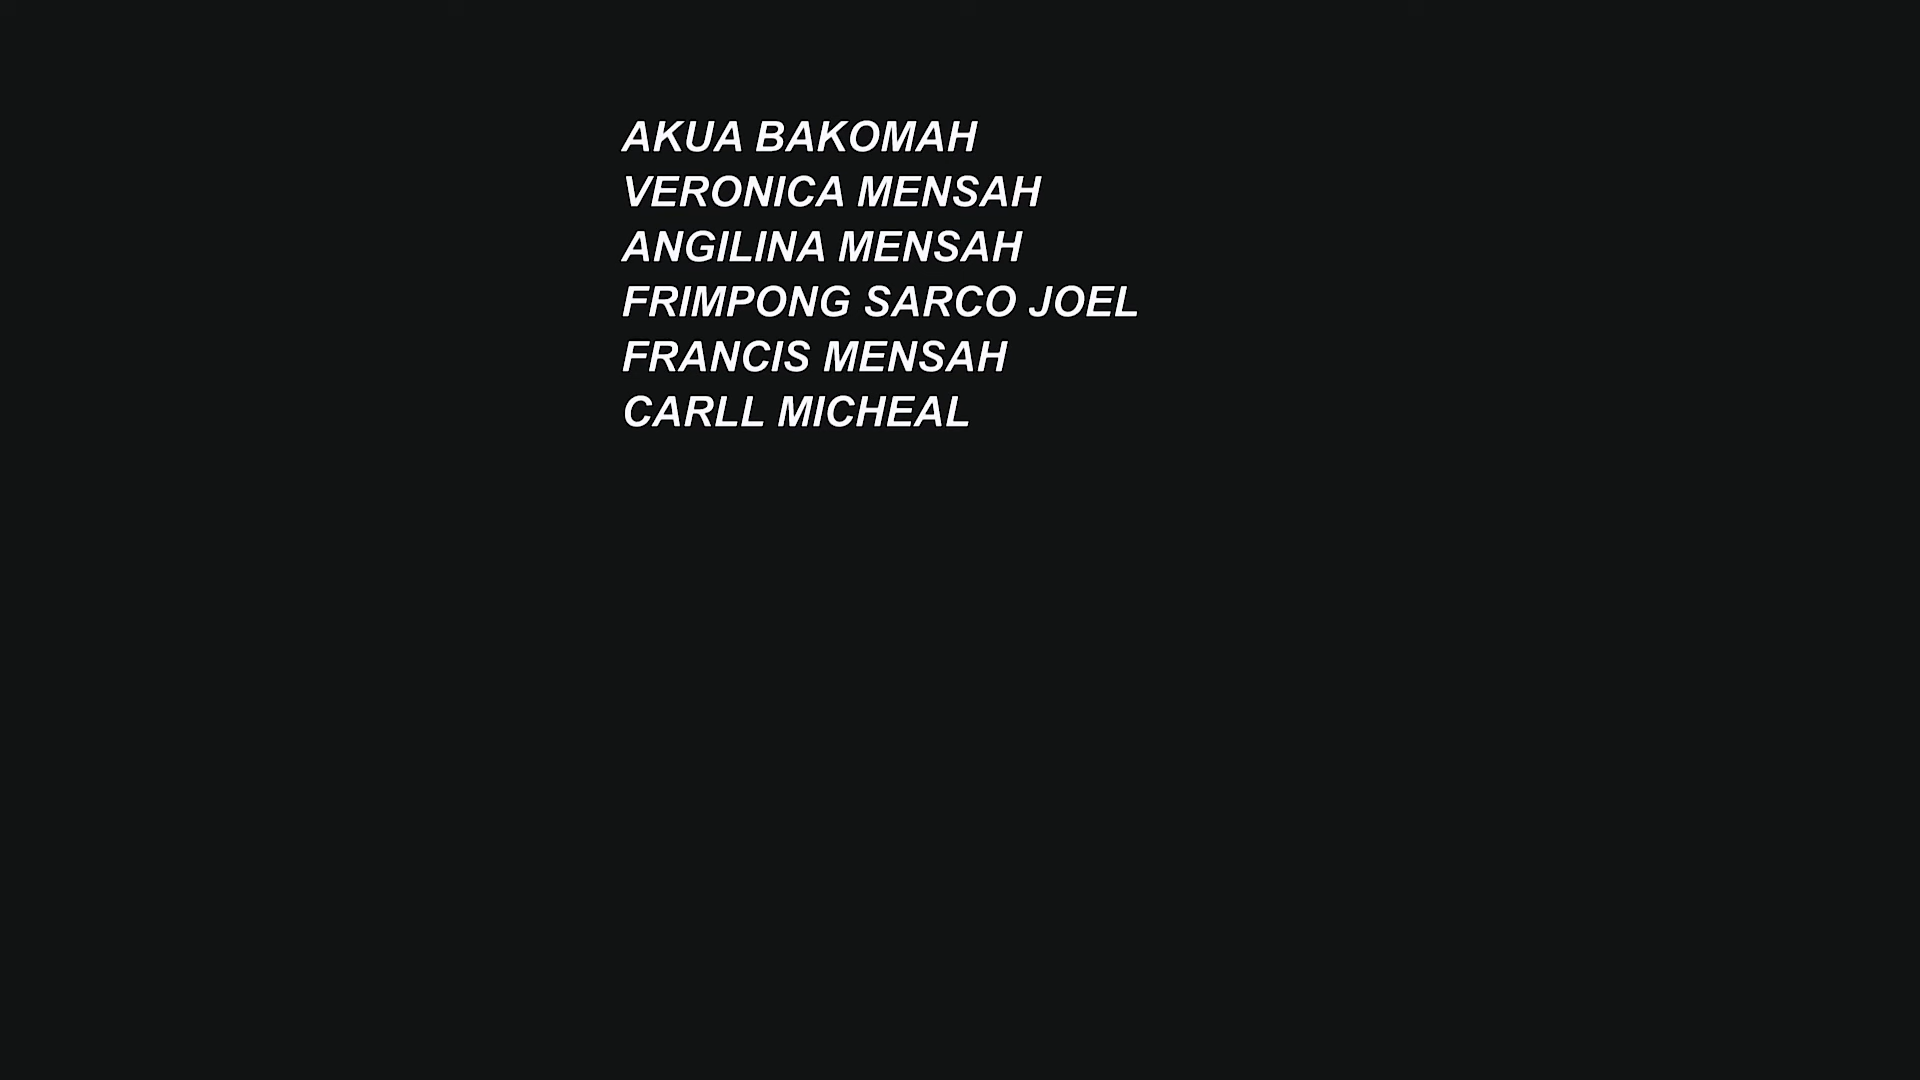 AKUA BAKOMAH
VERONICA MENSAH
ANGILINA MENSAH
FRIMPONG SARCO JOEL
FRANCIS MENSAH
CARLL MICHEAL